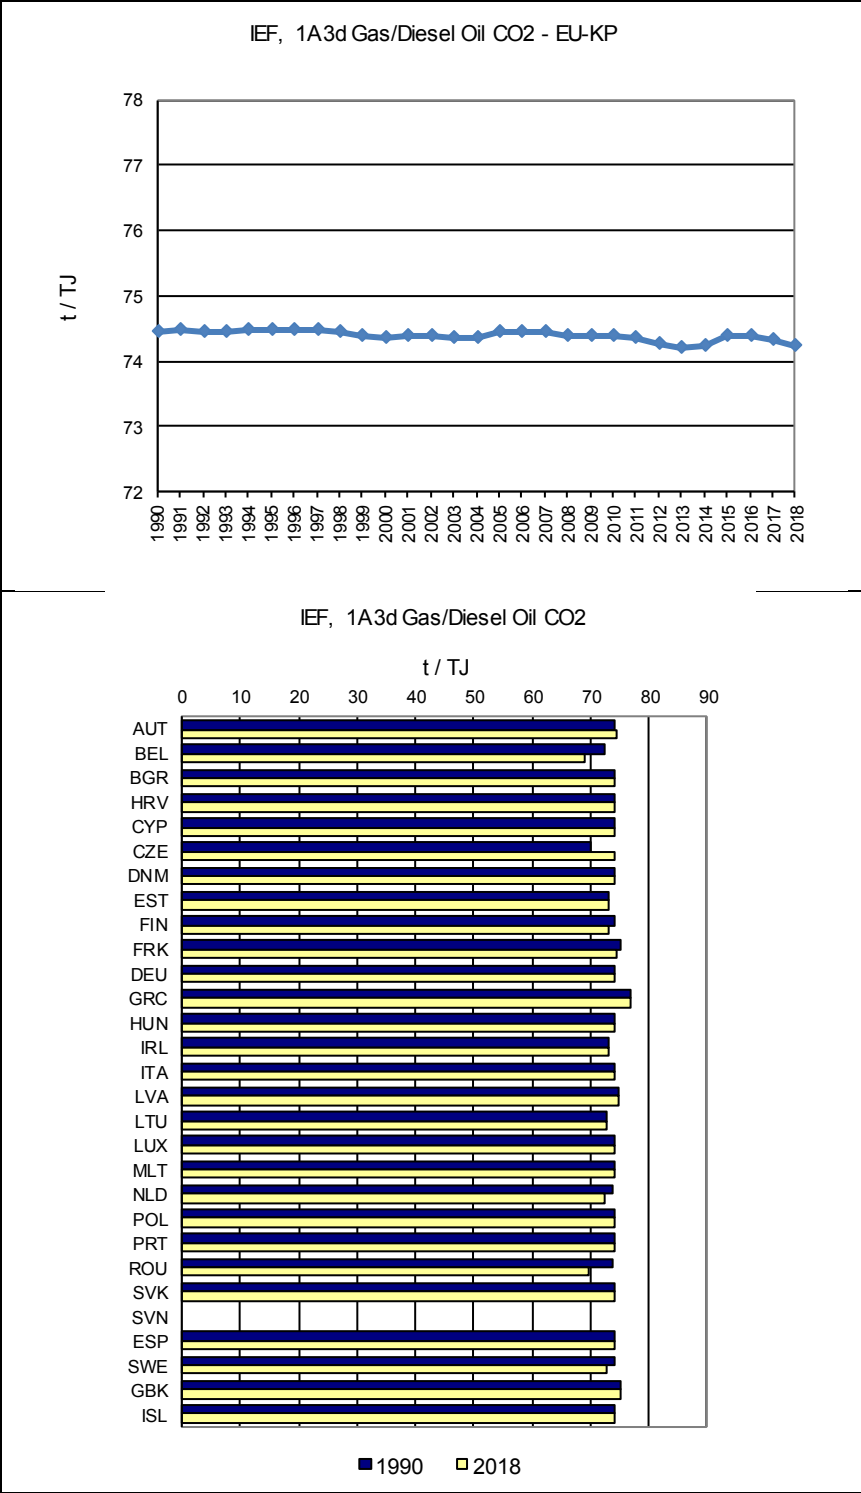 IEF, 1A3d Gas/Diesel Oil CO2 - EU-KP
78
77
76
75
74
73
72
t / TJ
1990 1991 1992 1993 1994 1995 1996 1997 1998 1999 2000 2001 2002 2003 2004 2005 2006 2007 2008 2009 2010 2011 2012 2013 2014 2015 2016 2017 2018
IEF, 1A3d Gas/Diesel Oil CO2
t / TJ
0 10 20 30 40 50 60 70 80 90
AUT
BEL
BGR
HRV
CYP
CZE
DNM
EST
FIN
FRK
DEU
GRC
HUN
IRL
ITA
LVA
LTU
LUX
MLT
NLD
POL
PRT
ROU
SVK
SVN
ESP
SWE
GBK
ISL
1990 2018